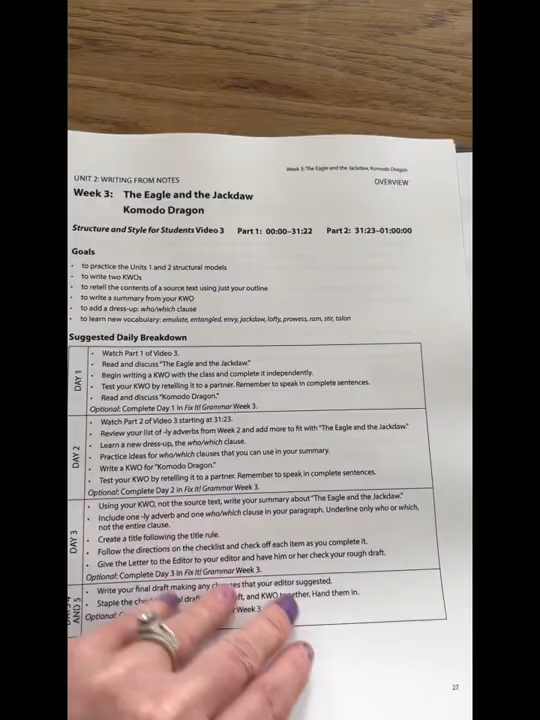 Week 3: The Eagle and the Jackdaw, Komodo Dragon
UNIT 2: WRITING FROM NOTES
OVERVIEW
Week 3: The Eagle and the Jackdaw
Komodo Dragon
Structure and Style for Students Video 3 Part 1: 00:00–31:22 Part 2: 31:23–01:00:00
Goals
• to practice the Units 1 and 2 structural models
• to write two KWOs
• to retell the contents of a source text using just your outline
• to write a summary from your KWO
• to add a dress-up: who/which clause
• to learn new vocabulary: emulate, entangled, envy, jackdaw, lofty, prowess, ram, stir, talon
Suggested Daily Breakdown
DAY 1
• Watch Part 1 of Video 3.
• Read and discuss "The Eagle and the Jackdaw."
• Begin writing a KWO with the class and complete it independently.
• Test your KWO by retelling it to a partner. Remember to speak in complete sentences.
• Read and discuss "Komodo Dragon."
Optional: Complete Day 1 in Fix It! Grammar Week 3.
DAY 2
• Watch Part 2 of Video 3 starting at 31:23.
• Review your list of -ly adverbs from Week 2 and add more to fit with "The Eagle and the Jackdaw."
• Learn a new dress-up, the who/which clause.
• Practice ideas for who/which clauses that you can use in your summary.
• Write a KWO for "Komodo Dragon."
• Test your KWO by retelling it to a partner. Remember to speak in complete sentences.
Optional: Complete Day 2 in Fix It! Grammar Week 3.
DAY 3
• Using your KWO, not the source text, write your summary about "The Eagle and the Jackdaw."
• Include one -ly adverb and one who/which clause in your paragraph. Underline only who or which,
not the entire clause.
• Create a title following the title rule.
• Follow the directions on the checklist and check off each item as you complete it.
• Give the Letter to the Editor to your editor and have him or her check your rough draft.
Optional: Complete Day 3 in Fix It! Grammar Week 3.
AND 5
• Write your final draft making any changes that your editor suggested.
• Staple the and KWO together. Hand them in.
Optional: Week 3
27